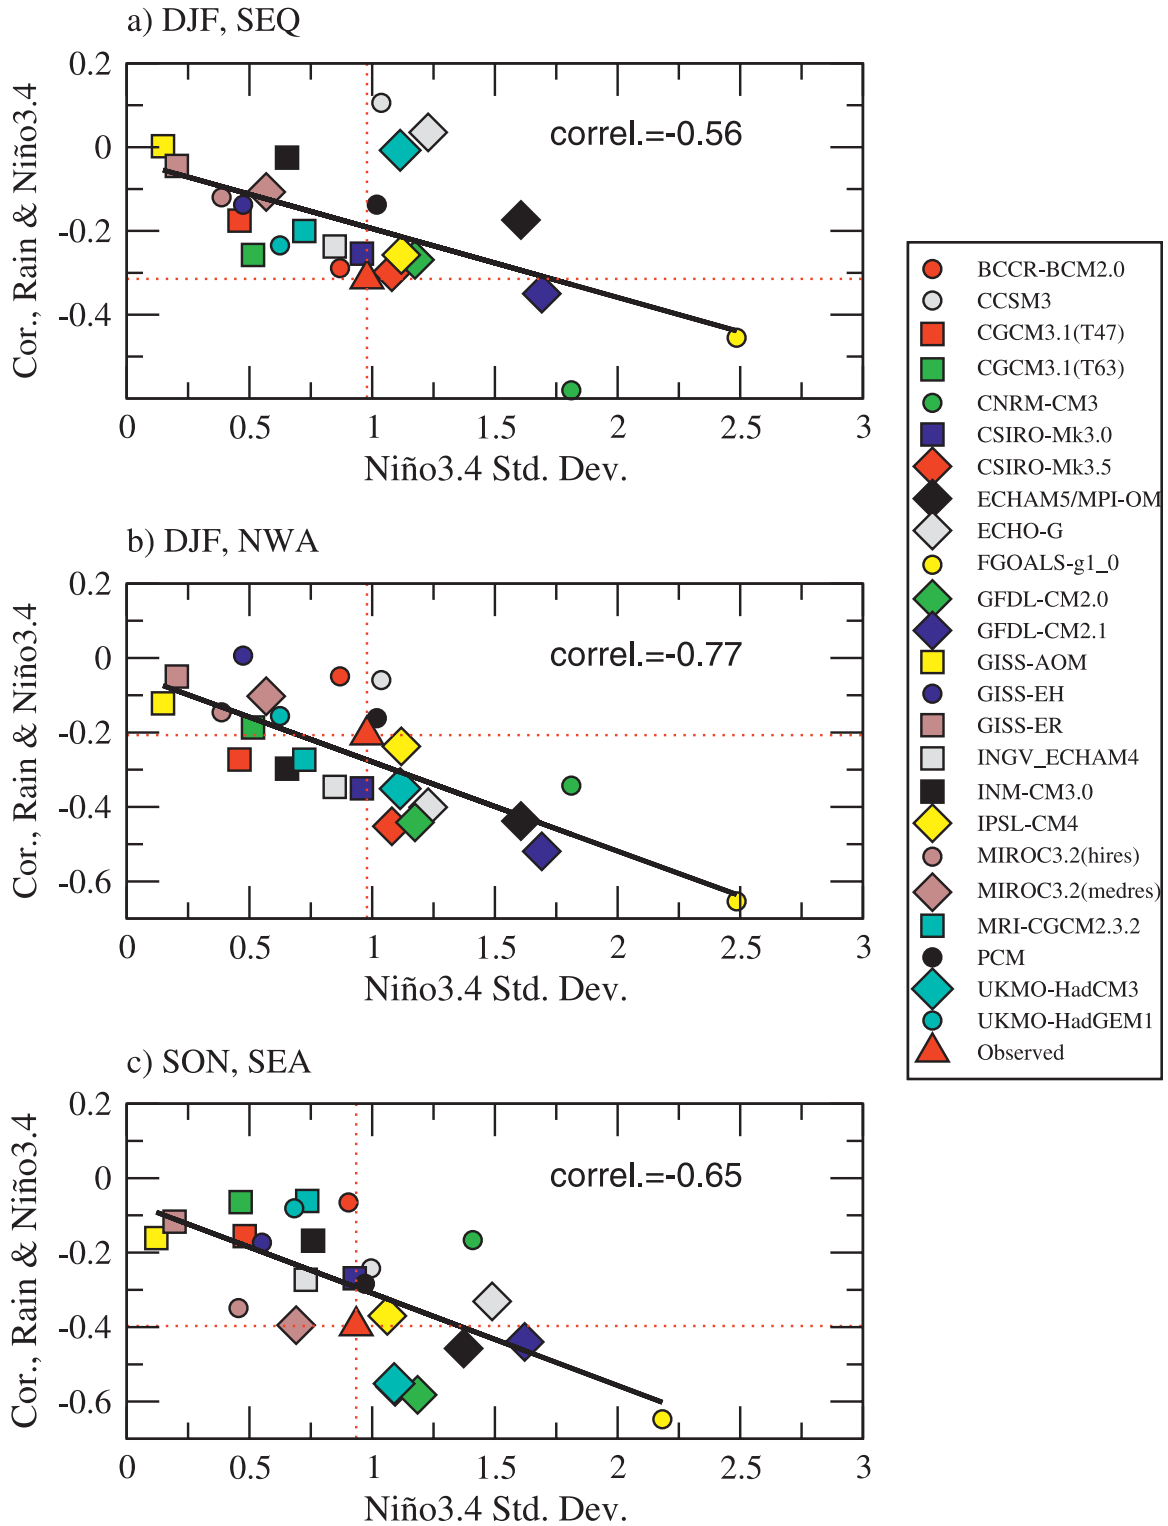 a) DJF, SEQ
Cor., Rain & Niño3.4
0.2
0
-0.2
-0.4
correl.=-0.56
0 0.5 1 1.5 2 2.5 3
Niño3.4 Std. Dev.
b) DJF, NWA
Cor., Rain & Niño3.4
0.2
0
-0.2
-0.4
-0.6
correl.=-0.77
0 0.5 1 1.5 2 2.5 3
Niño3.4 Std. Dev.
c) SON, SEA
Cor., Rain & Niño3.4
0.2
0
-0.2
-0.4
-0.6
correl.=-0.65
0 0.5 1 1.5 2 2.5 3
Niño3.4 Std. Dev.
BCCR-BCM2.0
CCSM3
CGCM3.1(T47)
CGCM3.1(T63)
CNRM-CM3
CSIRO-Mk3.0
CSIRO-Mk3.5
ECHAM5/MPI-OM
ECHO-G
FGOALS-g1_0
GFDL-CM2.0
GFDL-CM2.1
GISS-AOM
GISS-EH
GISS-ER
INGV_ECHAM4
INM-CM3.0
IPSL-CM4
MIROC3.2(hires)
MIROC3.2(medres)
MRI-CGCM2.3.2
PCM
UKMO-HadCM3
UKMO-HadGEM1
Observed